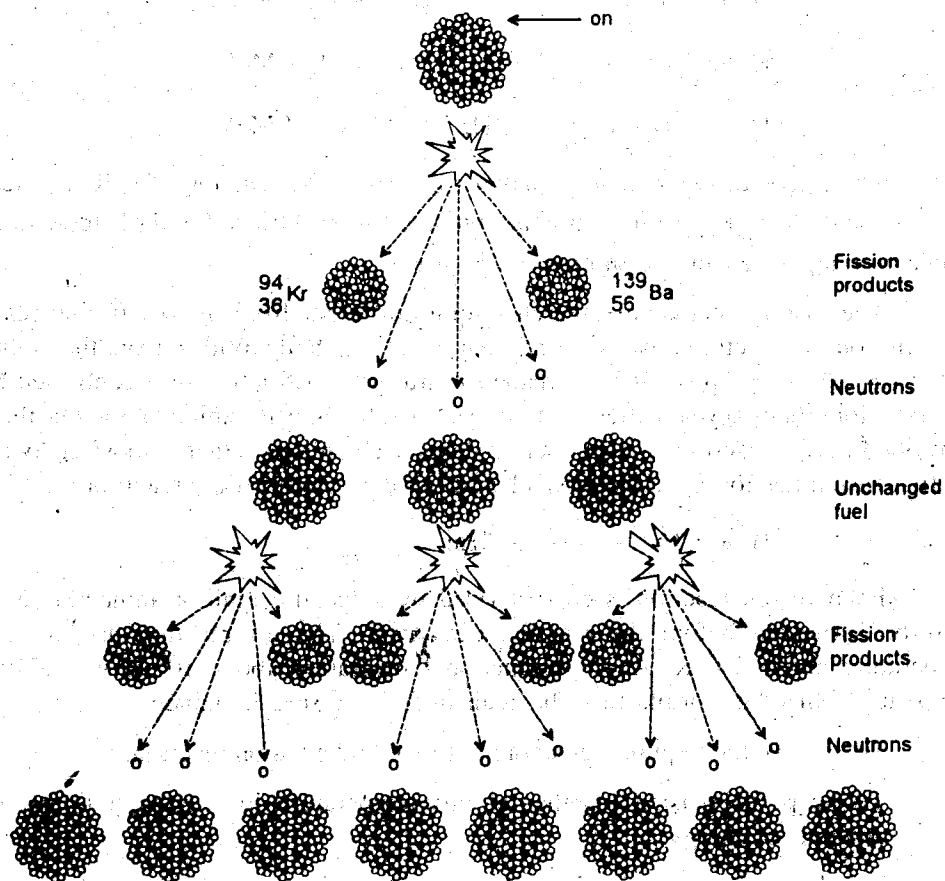 on
94
36 Kr
139
56 Ba
Fission
products
o
o
o
Neutrons
Unchanged
fuel
Fission
products
o
o
o
o
o
o
o
o
o
Neutrons